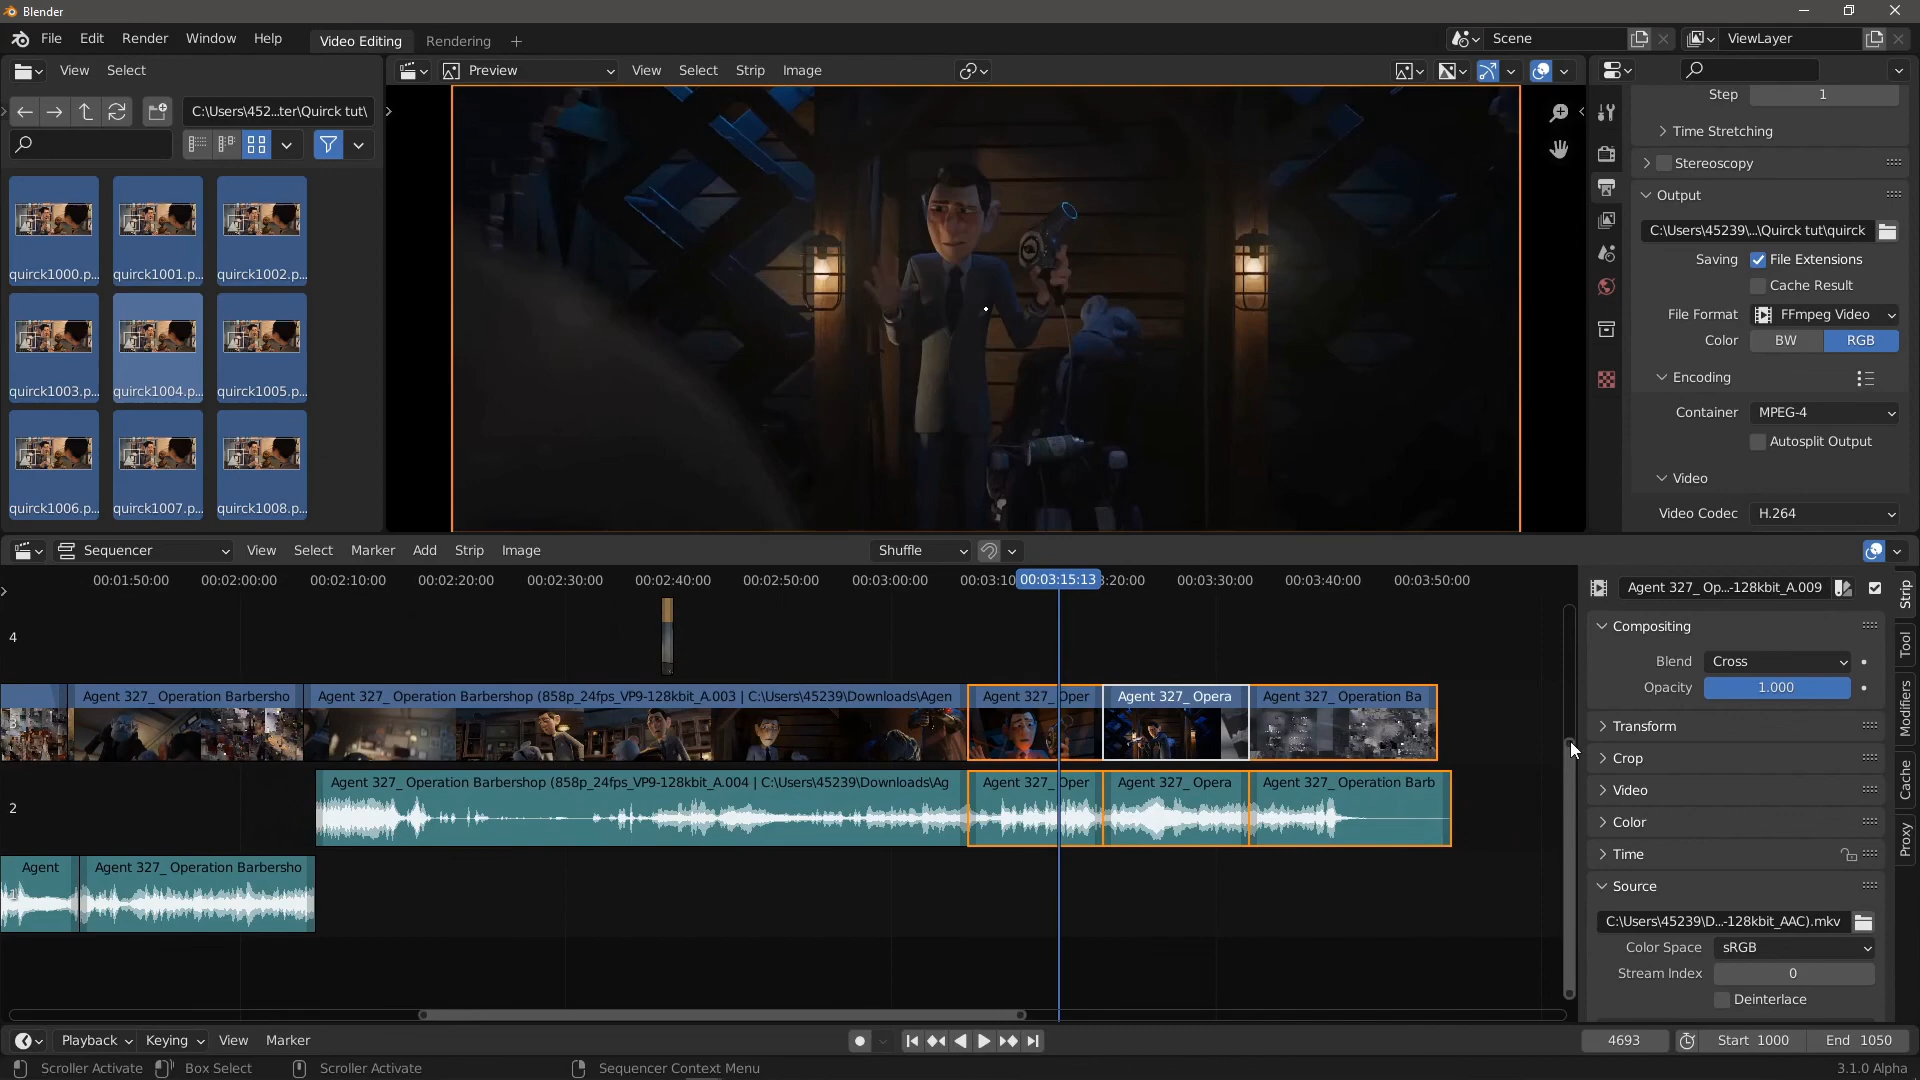 Blender
File Edit Render Window Help Video Editing Rendering + Scene ViewLayer
View Select Preview View Select Strip Image
C:\Users\452...ter\Quirck tut\
quirck1000.p... quirck1001.p... quirck1002.p...
quirck1003.p... quirck1004.p... quirck1005.p...
quirck1006.p... quirck1007.p... quirck1008.p...
Step 1
Time Stretching
Stereoscopy
Output
C:\Users\45239\...\Quirck tut\quirck
Saving File Extensions
Cache Result
File Format FFmpeg Video
Color BW RGB
Encoding
Container MPEG-4
Autosplit Output
Video
Video Codec H.264
Sequencer View Select Marker Add Strip Image Shuffle
00:01:50:00 00:02:00:00 00:02:10:00 00:02:20:00 00:02:30:00 00:02:40:00 00:02:50:00 00:03:00:00 00:03:10 00:03:15:13 3:20:00 00:03:30:00 00:03:40:00 00:03:50:00
4
Agent 327_ Operation Barbersho Agent 327_ Operation Barbershop (858p_24fps_VP9-128kbit_A.003 | C:\Users\45239\Downloads\Agen Agent 327_ Oper Agent 327_ Opera Agent 327_ Operation Ba
2
Agent 327_ Operation Barbershop (858p_24fps_VP9-128kbit_A.004 | C:\Users\45239\Downloads\Ag Agent 327_ Oper Agent 327_ Opera Agent 327_ Operation Barb
Agent Agent 327_ Operation Barbersho
1
Agent 327_ Op...-128kbit_A.009
Compositing
Blend Cross
Opacity 1.000
Transform
Crop
Video
Color
Time
Source
C:\Users\45239\D...-128kbit_AAC).mkv
Color Space sRGB
Stream Index 0
Deinterlace
Strip
Tool
Modifiers
Cache
Proxy
Playback Keying View Marker 4693 Start 1000 End 1050
Scroller Activate Box Select Scroller Activate Sequencer Context Menu 3.1.0 Alpha